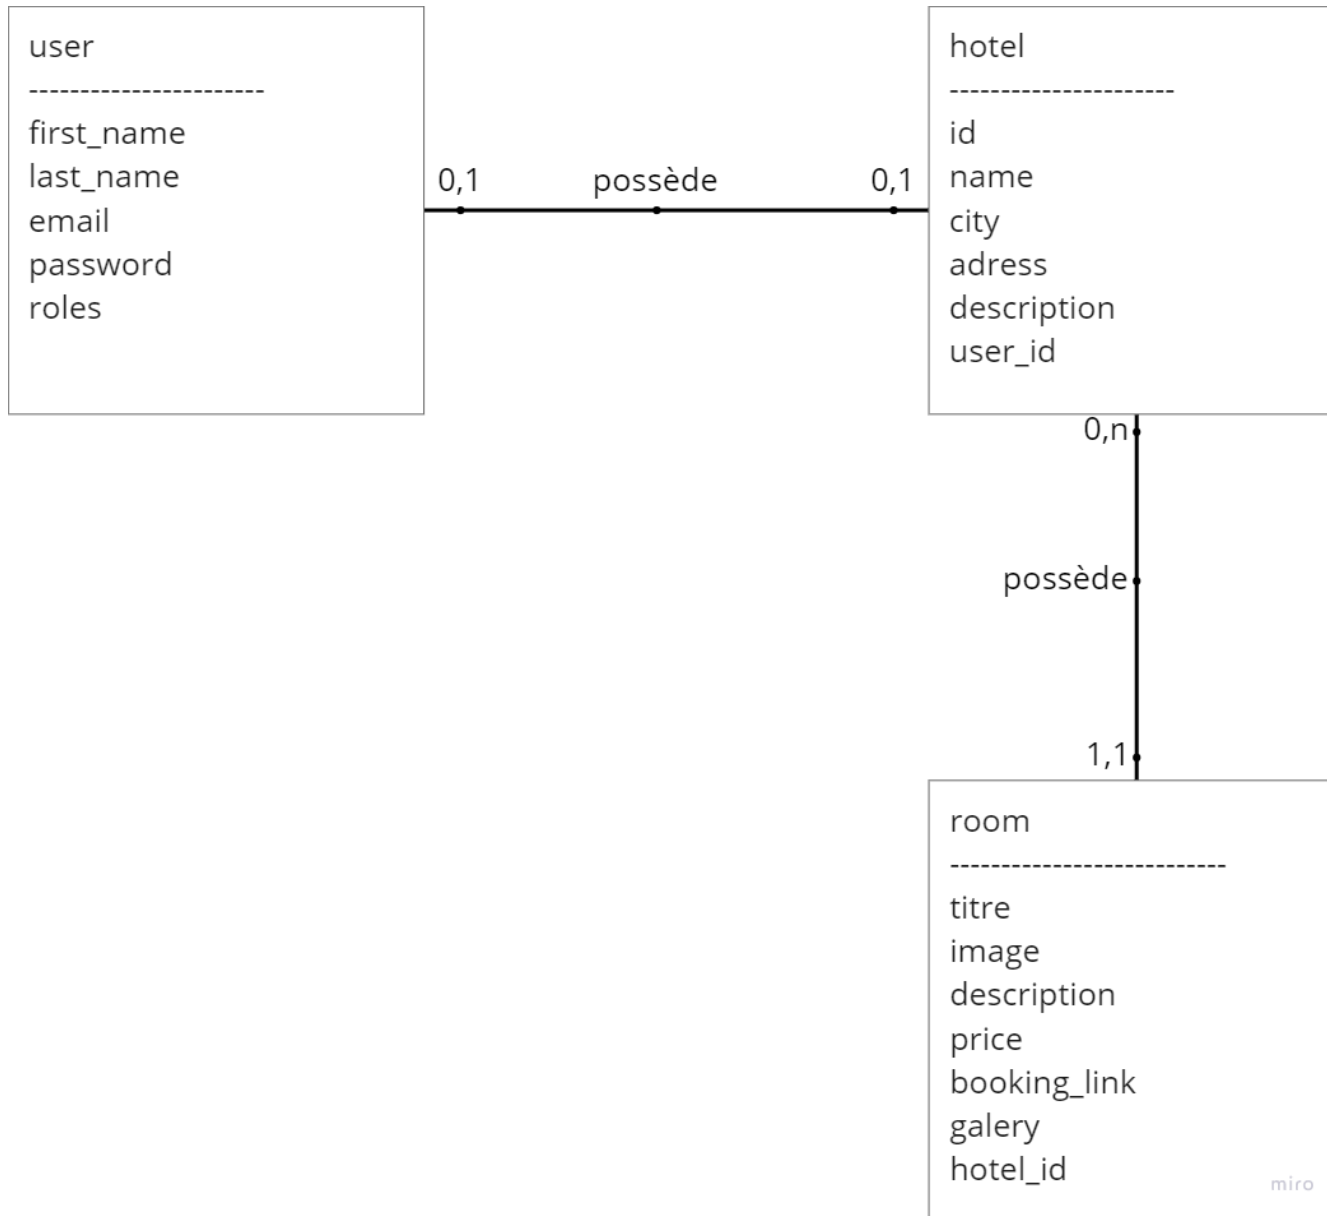 user
-----------------------
first_name
last_name
email
password
roles
0,1
possède
0,1
hotel
----------------------
id
name
city
adress
description
user_id
0,n
possède
1,1
room
---------------------------
titre
image
description
price
booking_link
galery
hotel_id
miro